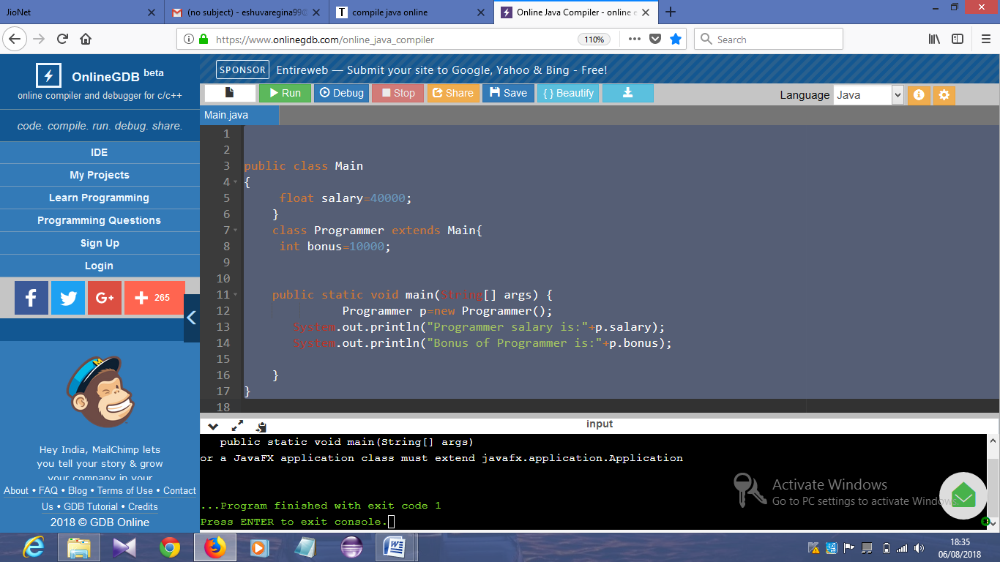 JioNet
(no subject) - eshuvaregina99@
compile java online
Online Java Compiler - online e
https://www.onlinegdb.com/online_java_compiler
110%
Search
OnlineGDB beta
online compiler and debugger for c/c++
code. compile. run. debug. share.
IDE
My Projects
Learn Programming
Programming Questions
Sign Up
Login
265
Hey India, MailChimp lets
you tell your story & grow
your company in your
About • FAQ • Blog • Terms of Use • Contact
Us • GDB Tutorial • Credits
2018 © GDB Online
SPONSOR Entireweb — Submit your site to Google, Yahoo & Bing - Free!
Run Debug Stop Share Save { } Beautify
Language Java
Main.java
1
2
3 public class Main
4 {
5 float salary=40000;
6 }
7 class Programmer extends Main{
8 int bonus=10000;
9
10
11 public static void main(String[] args) {
12 Programmer p=new Programmer();
13 System.out.println("Programmer salary is:"+p.salary);
14 System.out.println("Bonus of Programmer is:"+p.bonus);
15
16 }
17 }
18
input
public static void main(String[] args)
or a JavaFX application class must extend javafx.application.Application
...Program finished with exit code 1
Press ENTER to exit console.
Activate Windows
Go to PC settings to activate Windows.
18:35
06/08/2018